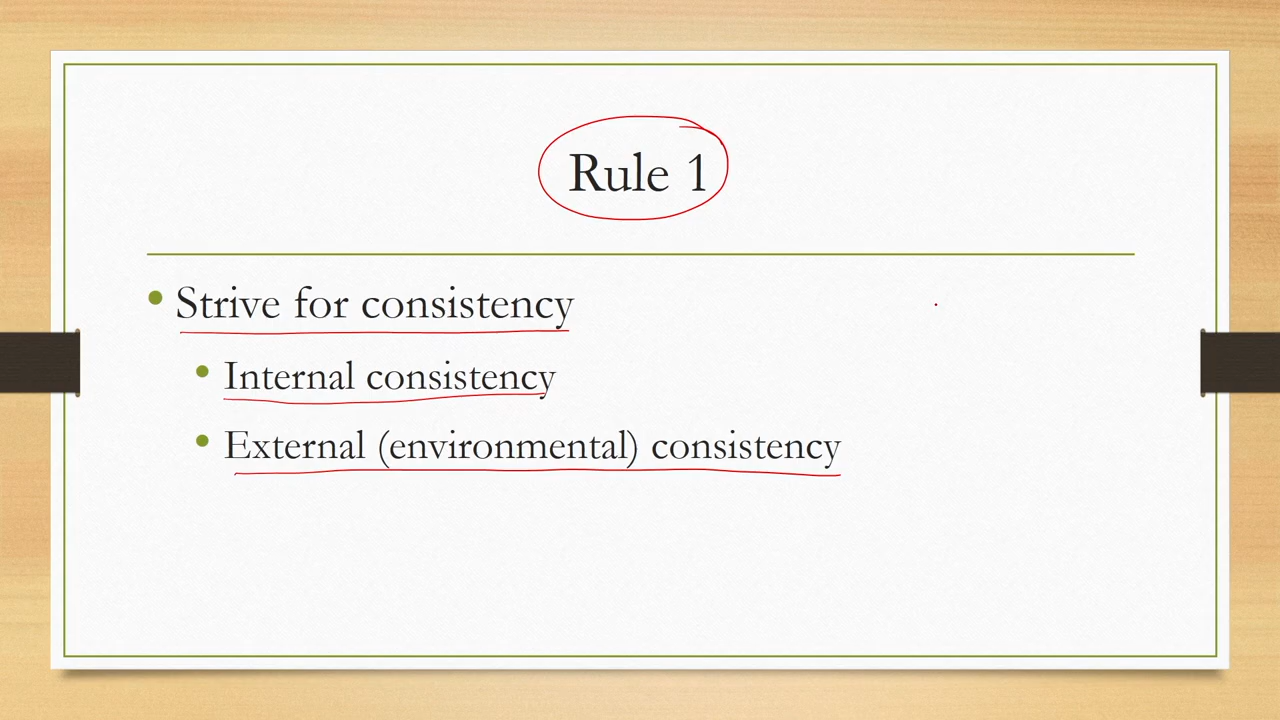 Rule 1
Strive for consistency
Internal consistency
External (environmental) consistency